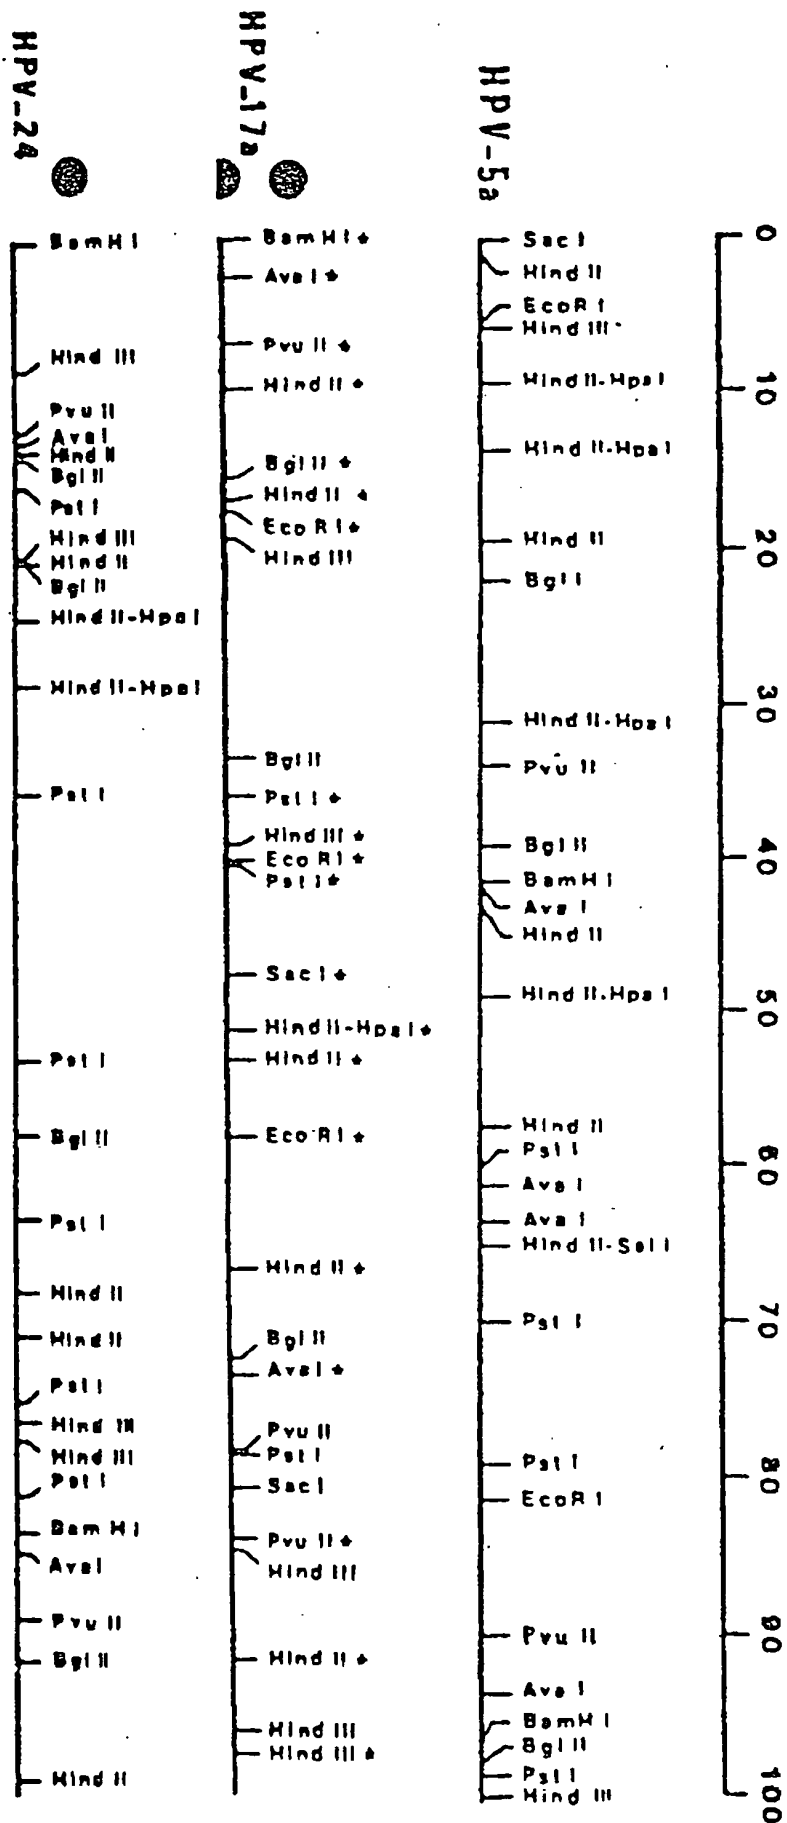 HPV-24
BamH I
Hind III
Pvu II
Ava I
Hind II
Bgl II
Pst I
Hind III
Hind II
Bgl II
Hind II-Hpa I
Hind II-Hpa I
Pst I
Pst I
Bgl II
Pst I
Hind II
Hind II
Pst I
Hind III
Hind III
Pst I
BamH I
Ava I
Pvu II
Bgl II
Hind II
HPV-17a
BamH I *
Ava I *
Pvu II *
Hind II *
Bgl II *
Hind II *
Eco R I *
Hind III
Bgl II
Pst I *
Hind III *
Eco R I *
Pst I *
Sac I *
Hind II-Hpa I *
Hind II *
Eco R I *
Hind II *
Bgl II
Ava I *
Pvu II
Pst I
Sac I
Pvu II *
Hind III
Hind II *
Hind III
Hind III *
HPV-5a
Sac I
Hind II
EcoR I
Hind III
Hind II-Hpa I
Hind II-Hpa I
Hind II
Bgl I
Hind II-Hpa I
Pvu II
Bgl II
BamH I
Ava I
Hind II
Hind II-Hpa I
Hind II
Pst I
Ava I
Ava I
Hind II-Sal I
Pst I
Pst I
EcoR I
Pvu II
Ava I
BamH I
Bgl II
Pst I
Hind III
0
10
20
30
40
50
60
70
80
90
100